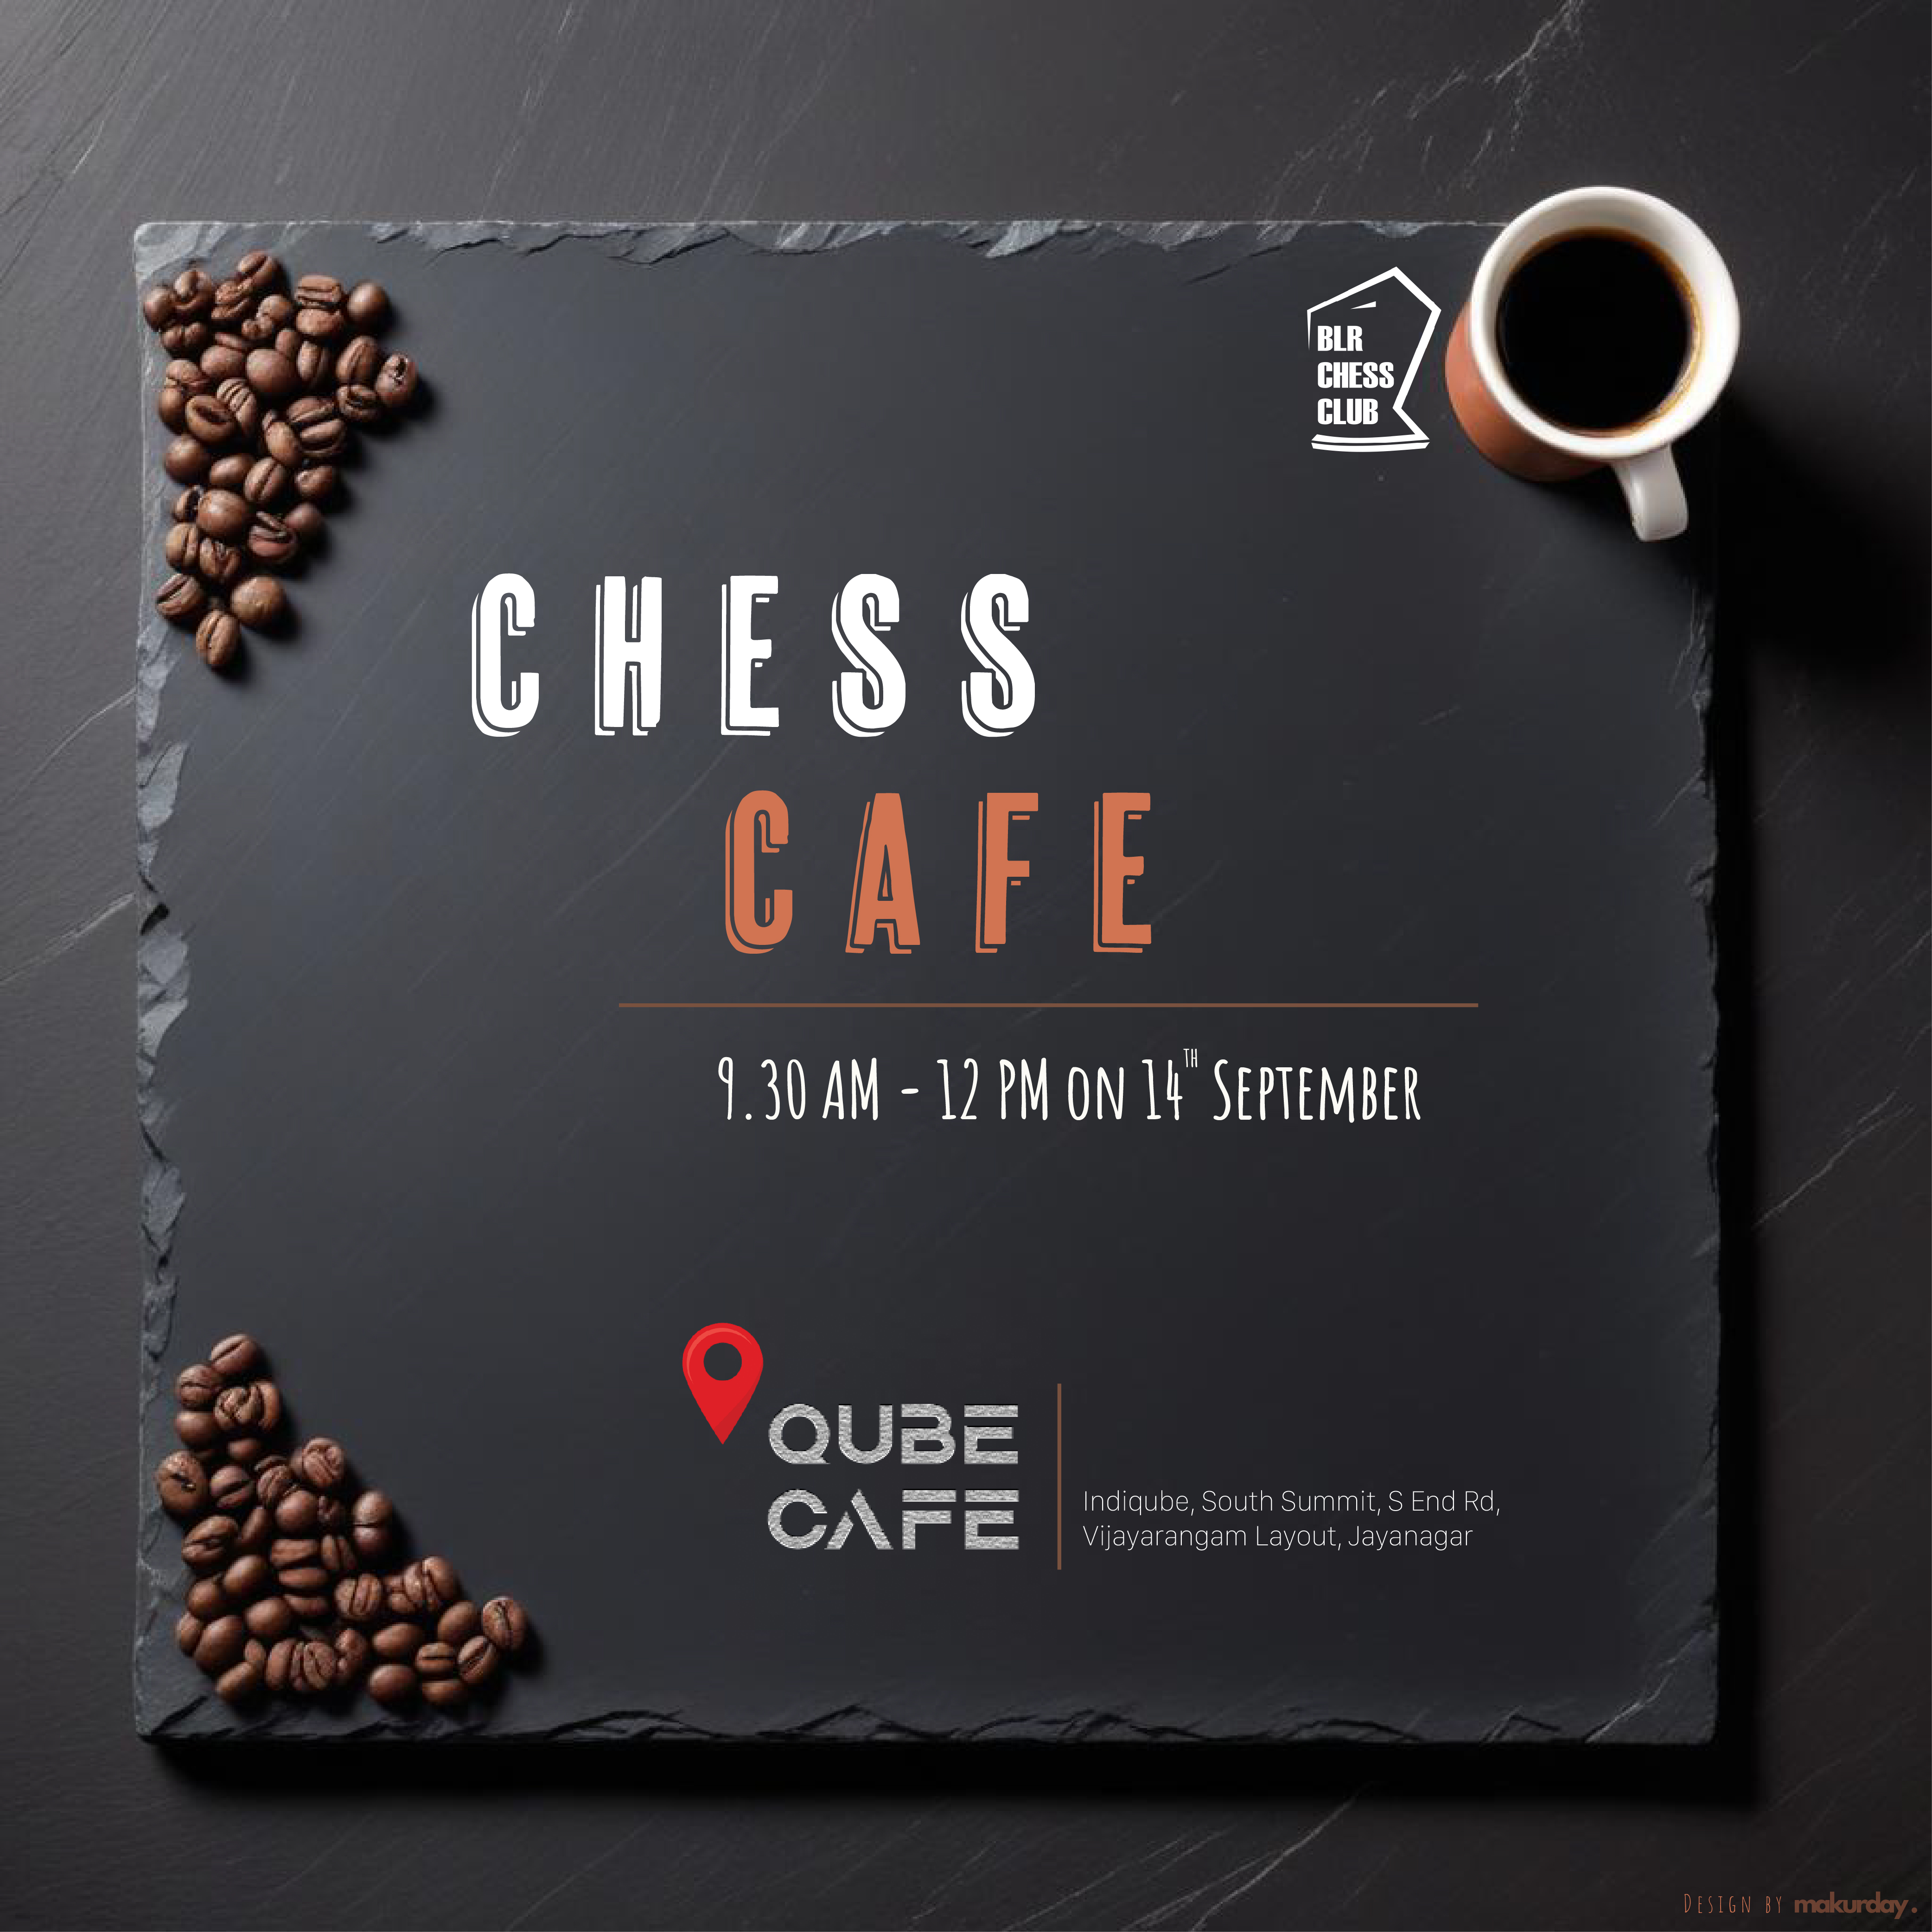 BLR
CHESS
CLUB
CHESS
CAFE
9.30 AM - 12 PM ON 14TH SEPTEMBER
QUBE
CAFE
Indiqube, South Summit, S End Rd,
Vijayarangam Layout, Jayanagar
DESIGN BY makurday.